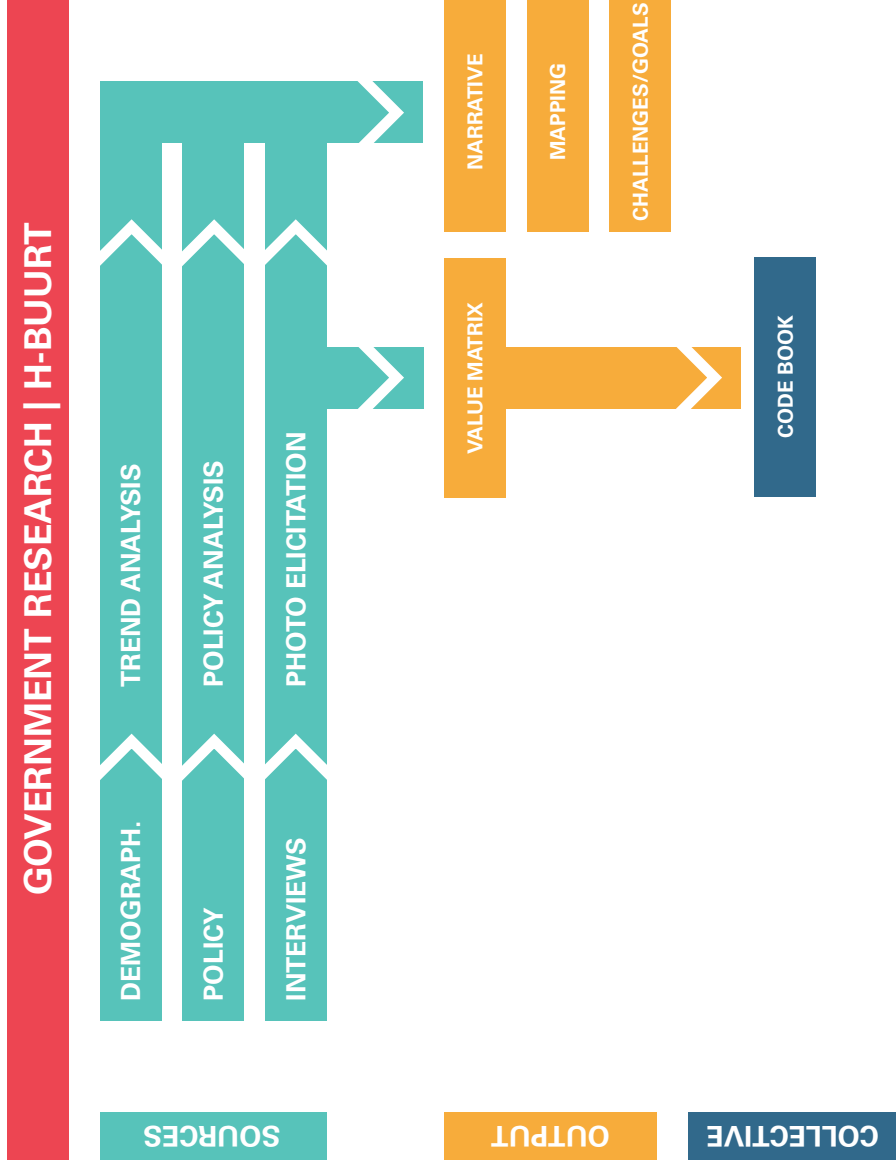 GOVERNMENT RESEARCH | H-BUURT
SOURCES
DEMOGRAPH.
TREND ANALYSIS
POLICY
POLICY ANALYSIS
INTERVIEWS
PHOTO ELICITATION
OUTPUT
VALUE MATRIX
NARRATIVE
MAPPING
CHALLENGES/GOALS
COLLECTIVE
CODE BOOK